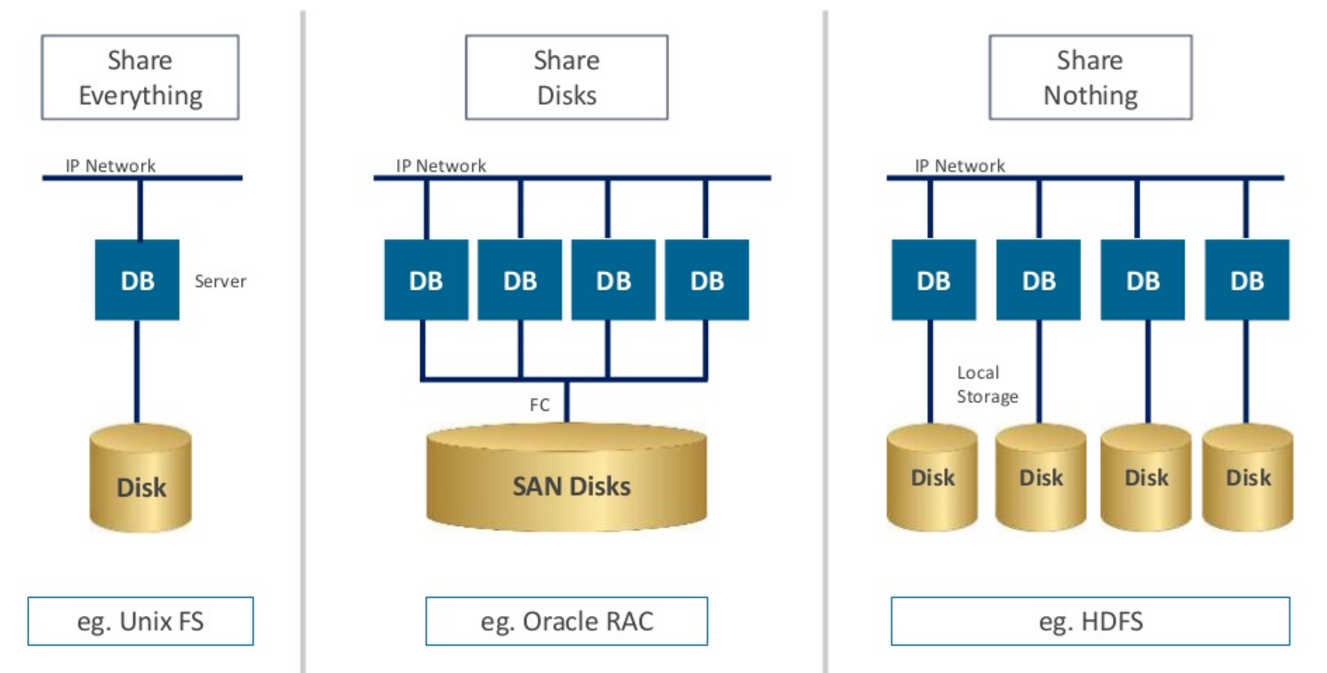 Share
Everything
IP Network
DB
Server
Disk
eg. Unix FS
Share
Disks
IP Network
DB
DB
DB
DB
FC
SAN Disks
eg. Oracle RAC
Share
Nothing
IP Network
DB
DB
DB
DB
Local
Storage
Disk
Disk
Disk
Disk
eg. HDFS